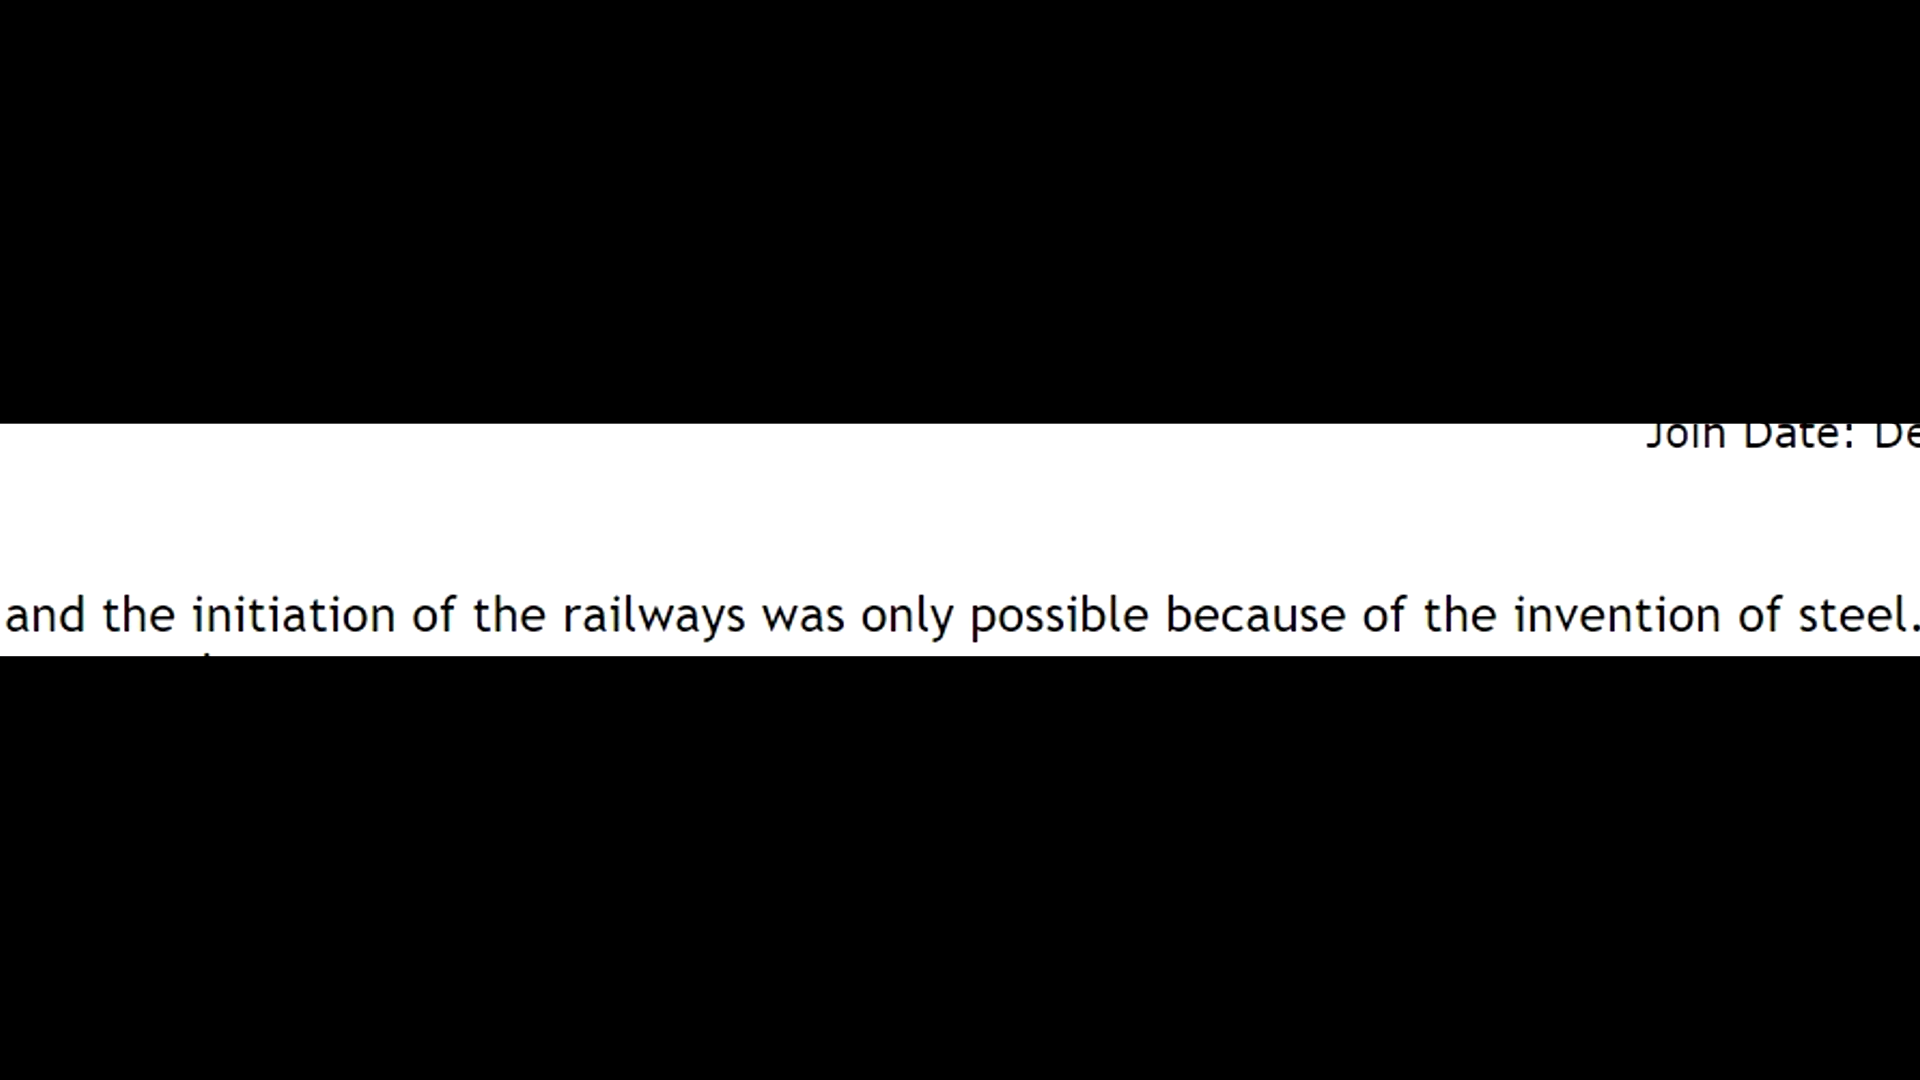 Join Date: De
and the initiation of the railways was only possible because of the invention of steel.